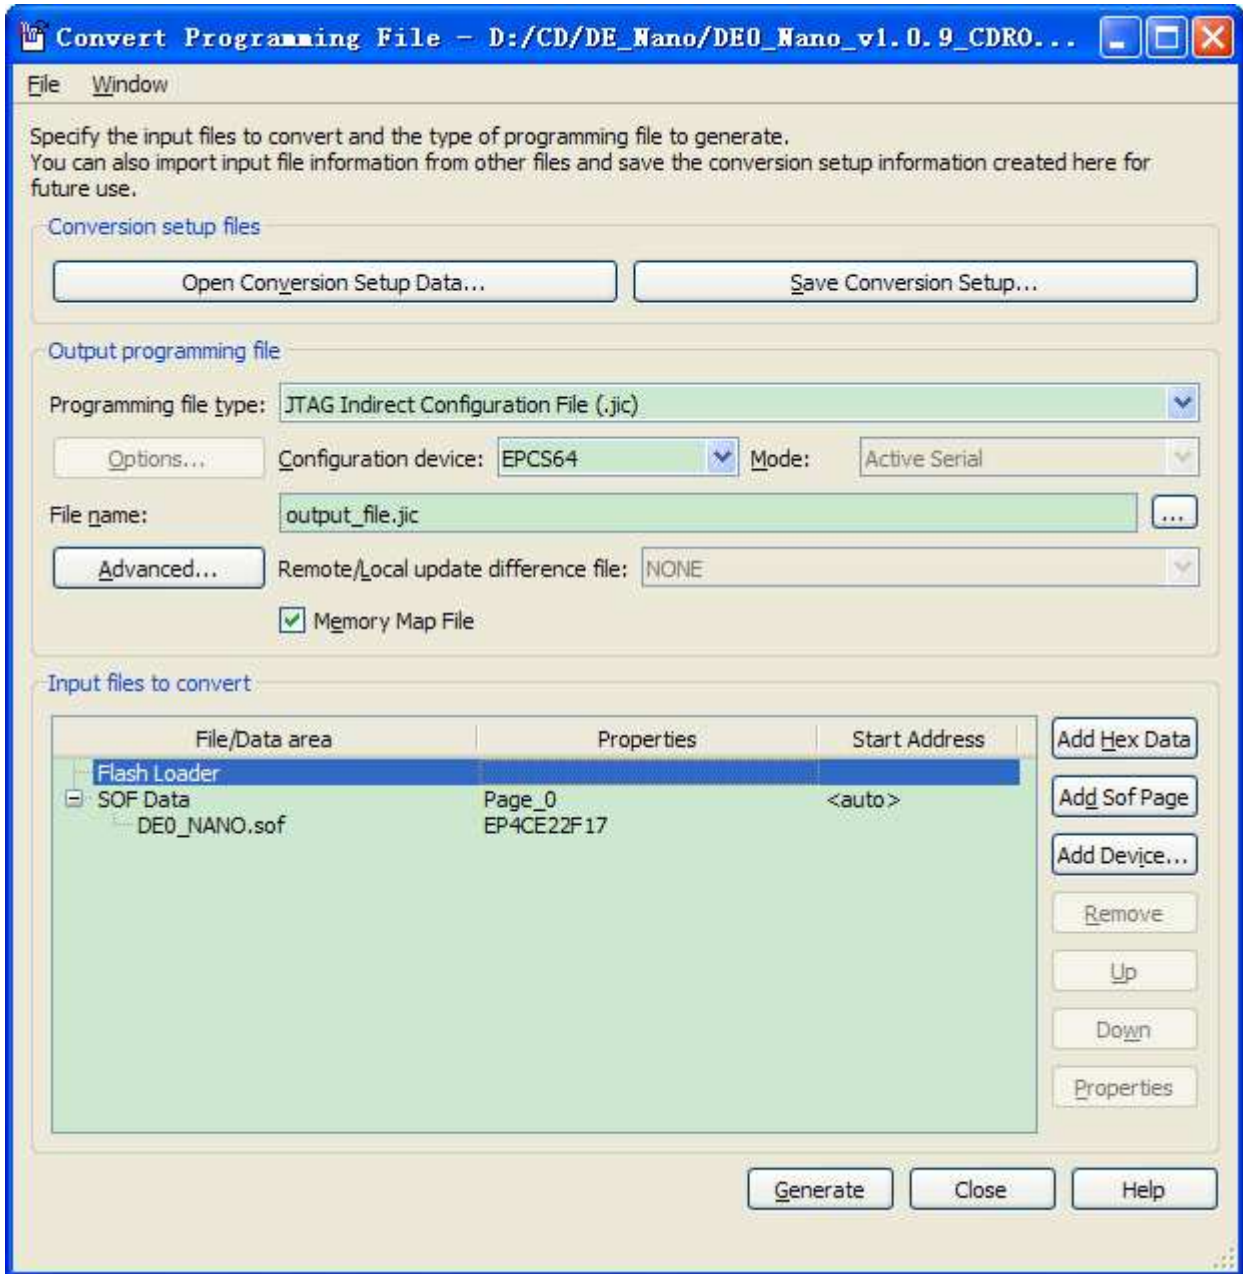 Convert Programming File - D:/CD/DE_Nano/DE0_Nano_v1.0.9_CDRO...
File Window
Specify the input files to convert and the type of programming file to generate.
You can also import input file information from other files and save the conversion setup information created here for
future use.
Conversion setup files
Open Conversion Setup Data... Save Conversion Setup...
Output programming file
Programming file type: JTAG Indirect Configuration File (.jic)
Options... Configuration device: EPCS64 Mode: Active Serial
File name: output_file.jic ...
Advanced... Remote/Local update difference file: NONE
Memory Map File
Input files to convert
File/Data area Properties Start Address Add Hex Data
Flash Loader
SOF Data Page_0 <auto> Add Sof Page
DE0_NANO.sof EP4CE22F17
Add Device...
Remove
Up
Down
Properties
Generate Close Help